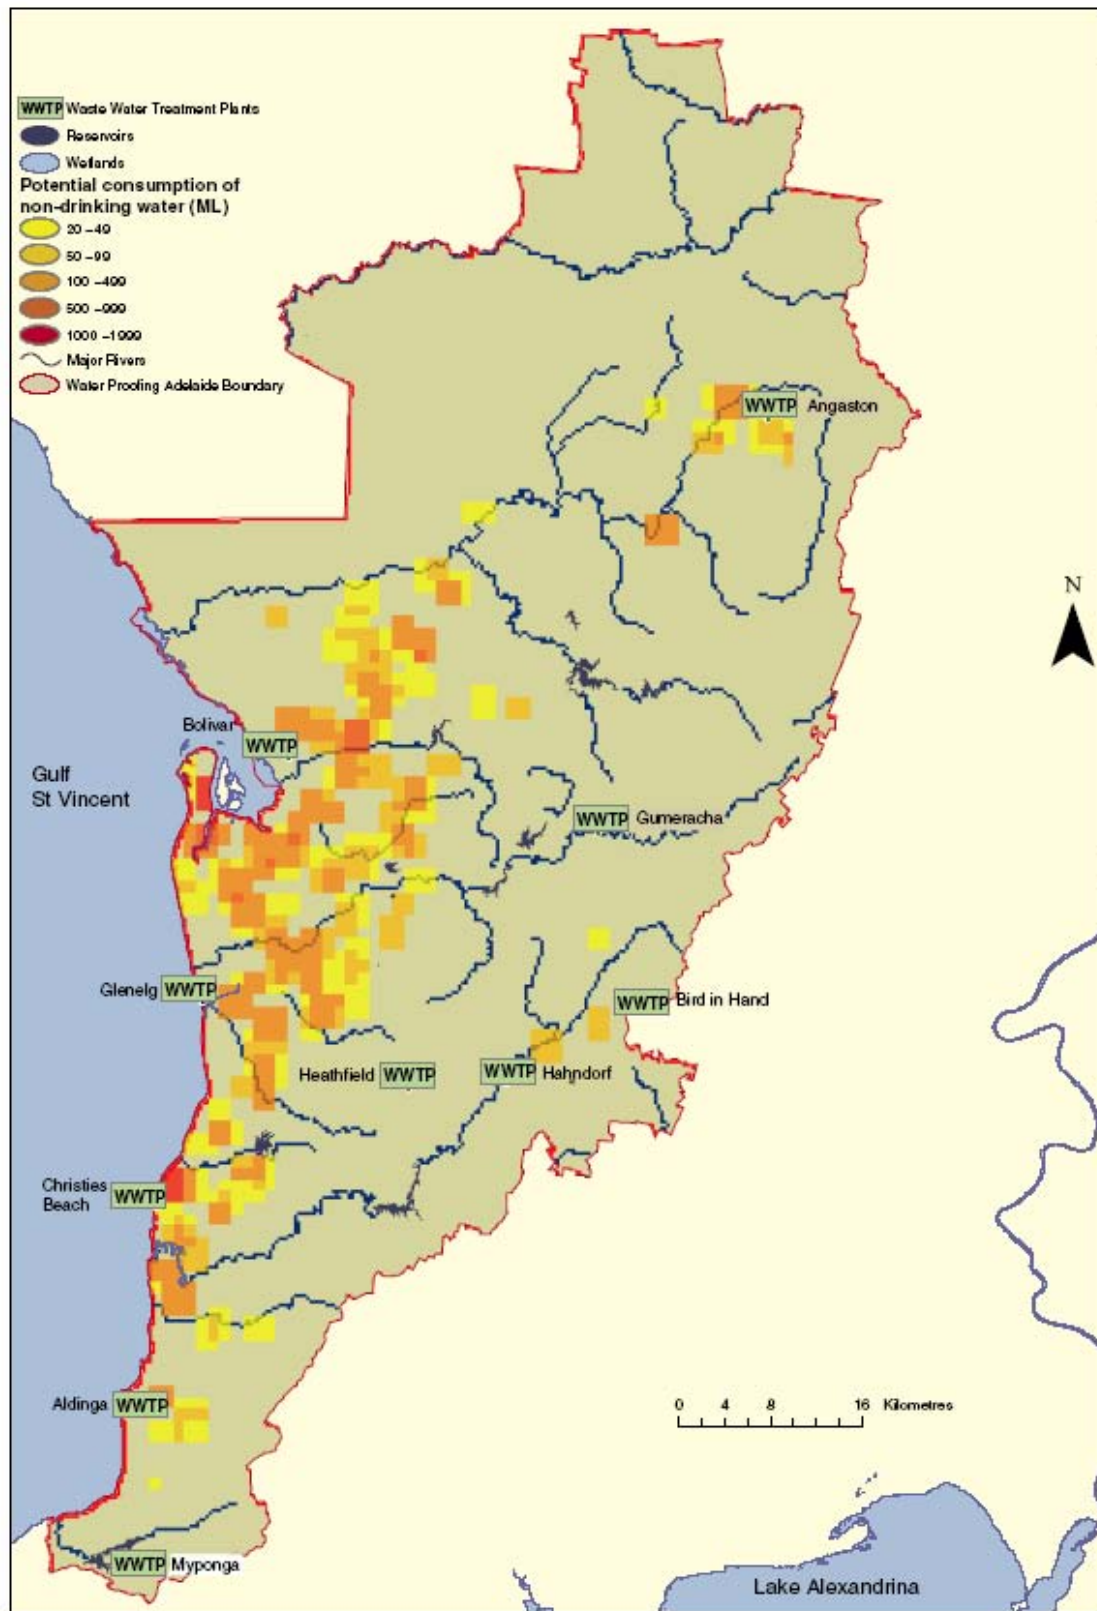 WWTP Waste Water Treatment Plants
Reservoirs
Wetlands
Potential consumption of
non-drinking water (ML)
20 -49
50 -99
100 -499
500 -999
1000 -1999
Major Rivers
Water Proofing Adelaide Boundary
WWTP Angaston
N
Bolivar
WWTP
Gulf
St Vincent
WWTP Gumeracha
Glenelg WWTP
WWTP Bird in Hand
Heathfield WWTP
WWTP Hahndorf
Christies
Beach
WWTP
Aldinga WWTP
0 4 8 16 Kilometres
WWTP Myponga
Lake Alexandrina